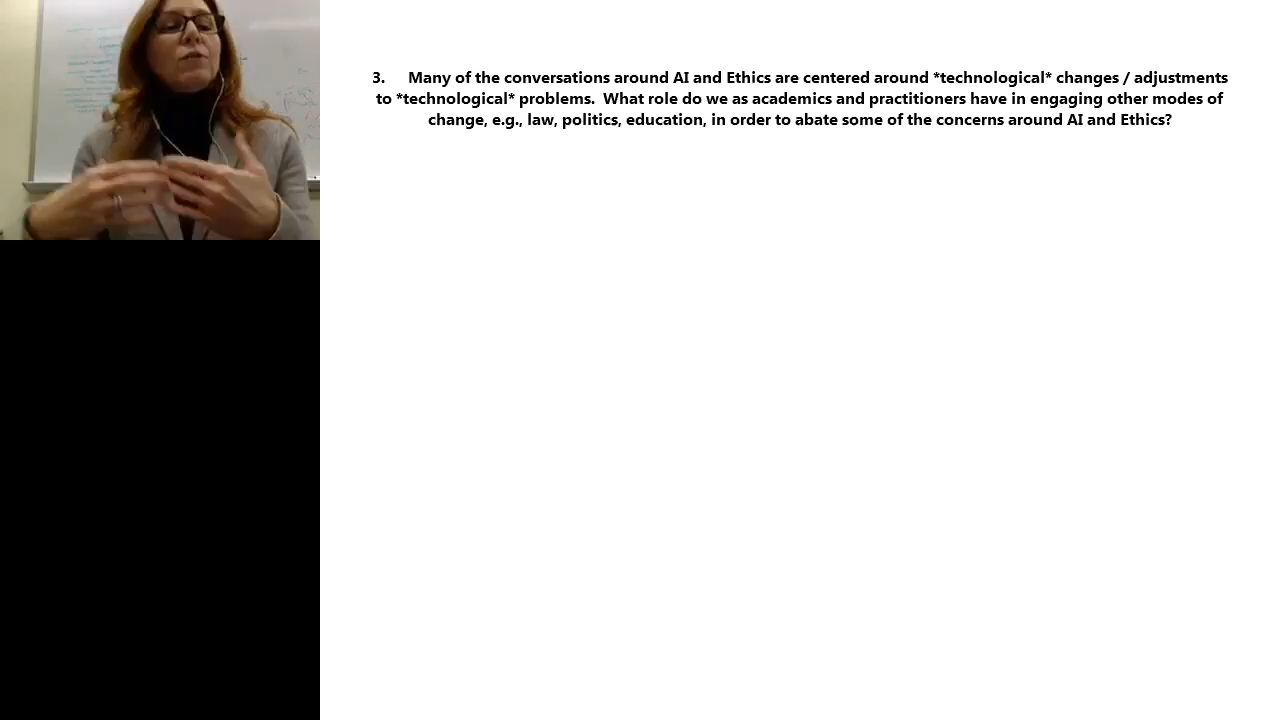 3. Many of the conversations around AI and Ethics are centered around *technological* changes / adjustments
to *technological* problems. What role do we as academics and practitioners have in engaging other modes of
change, e.g., law, politics, education, in order to abate some of the concerns around AI and Ethics?